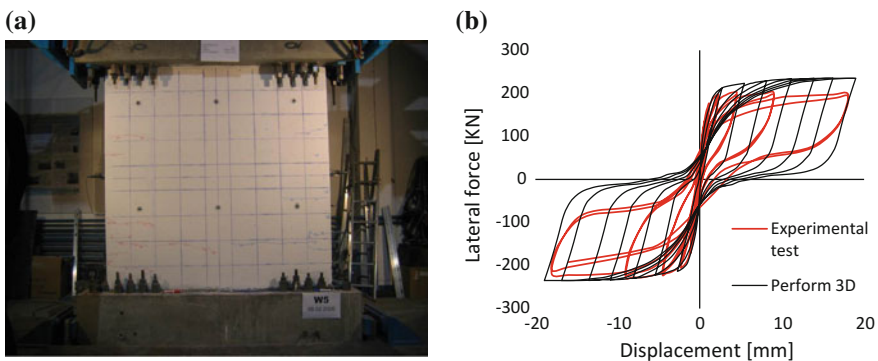 (a)
W5
(b)
Lateral force [KN]
300
200
100
0
-100
-200
-300
-20
-10
0
10
20
Displacement [mm]
Experimental
test
Perform 3D